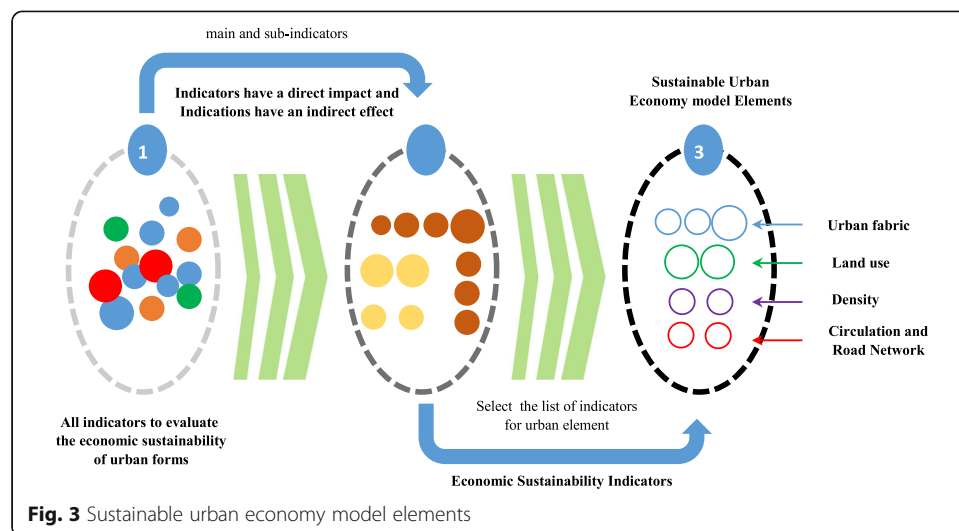 main and sub-indicators
Indicators have a direct impact and
Indications have an indirect effect
Sustainable Urban
Economy model Elements
1
3
Urban fabric
Land use
Density
Circulation and
Road Network
All indicators to evaluate
the economic sustainability
of urban forms
Select the list of indicators
for urban element
Economic Sustainability Indicators
Fig. 3 Sustainable urban economy model elements